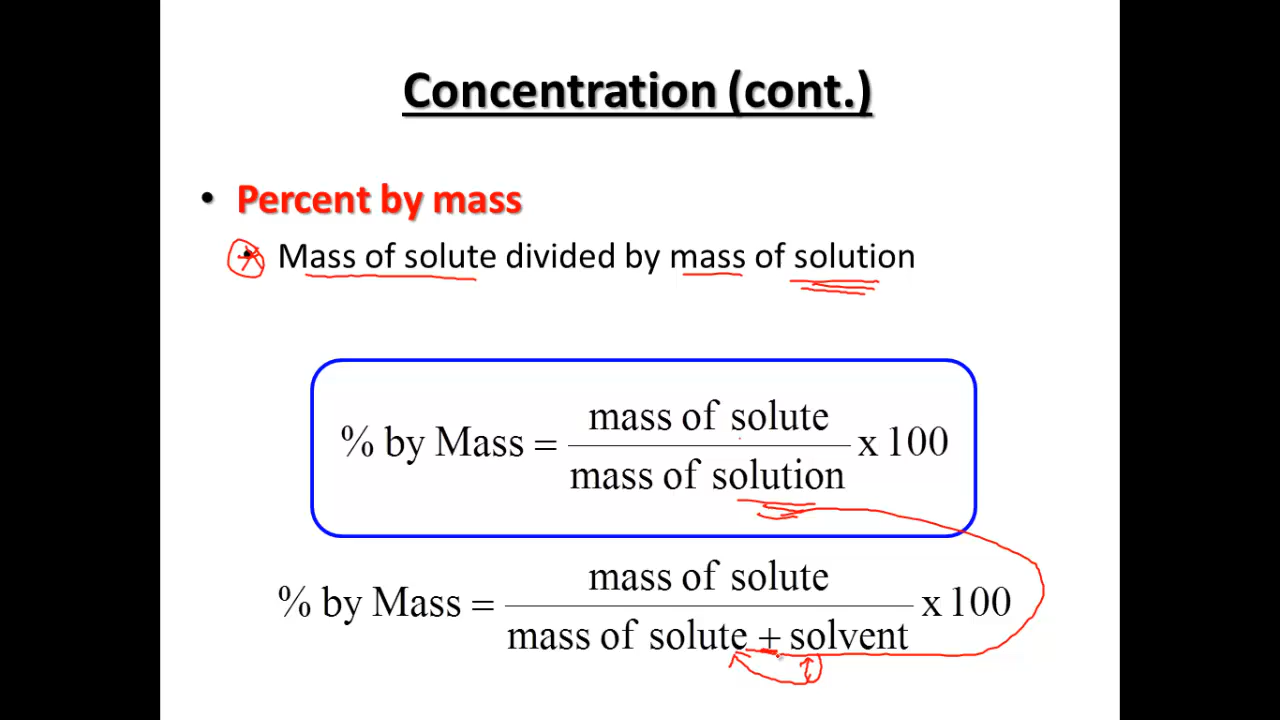 Concentration (cont.)
• Percent by mass
• Mass of solute divided by mass of solution
% by Mass = mass of solute / mass of solution x 100
% by Mass = mass of solute / mass of solute + solvent x 100